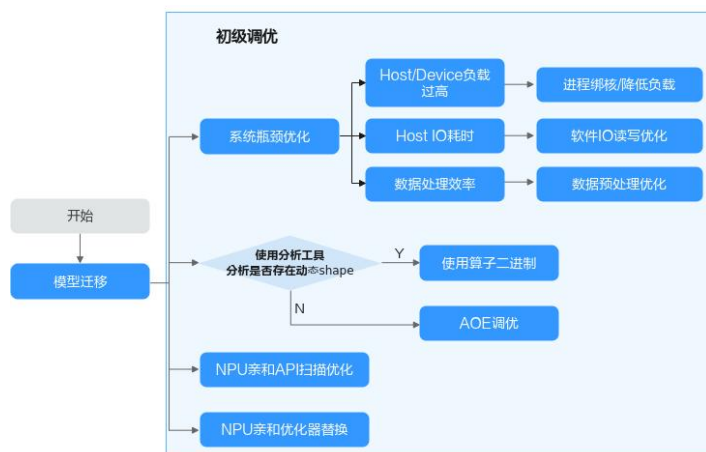 初级调优
Host/Device负载
过高
进程绑核/降低负载
系统瓶颈优化
Host IO耗时
软件IO读写优化
数据处理效率
数据预处理优化
开始
模型迁移
使用分析工具
分析是否存在动态shape
Y
使用算子二进制
N
AOE调优
NPU亲和API扫描优化
NPU亲和优化器替换